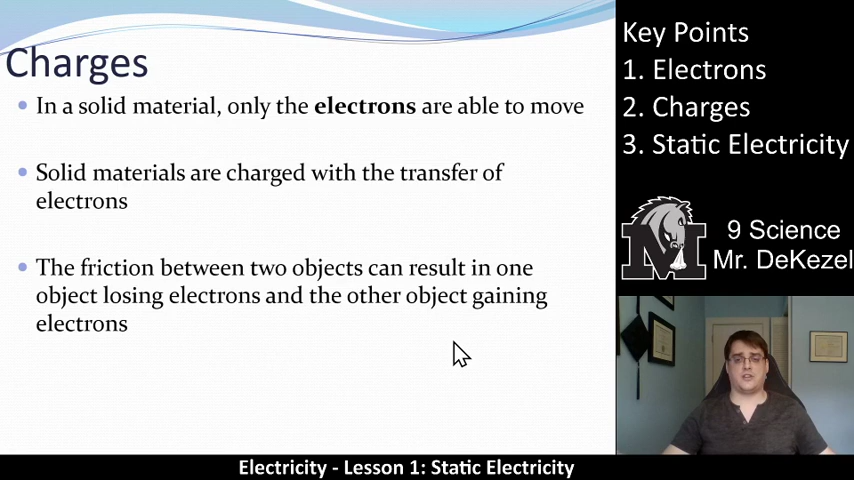 Charges
In a solid material, only the electrons are able to move
Solid materials are charged with the transfer of
electrons
The friction between two objects can result in one
object losing electrons and the other object gaining
electrons
Key Points
1. Electrons
2. Charges
3. Static Electricity
M
9 Science
Mr. DeKezel
Electricity - Lesson 1: Static Electricity